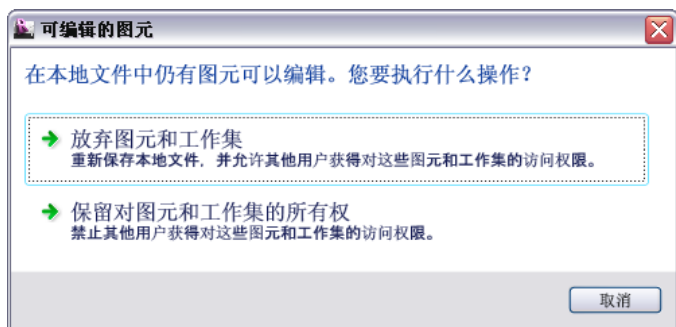 可编辑的图元
在本地文件中仍有图元可以编辑。您要执行什么操作?
放弃图元和工作集
重新保存本地文件，并允许其他用户获得对这些图元和工作集的访问权限。
保留对图元和工作集的所有权
禁止其他用户获得对这些图元和工作集的访问权限。
取消